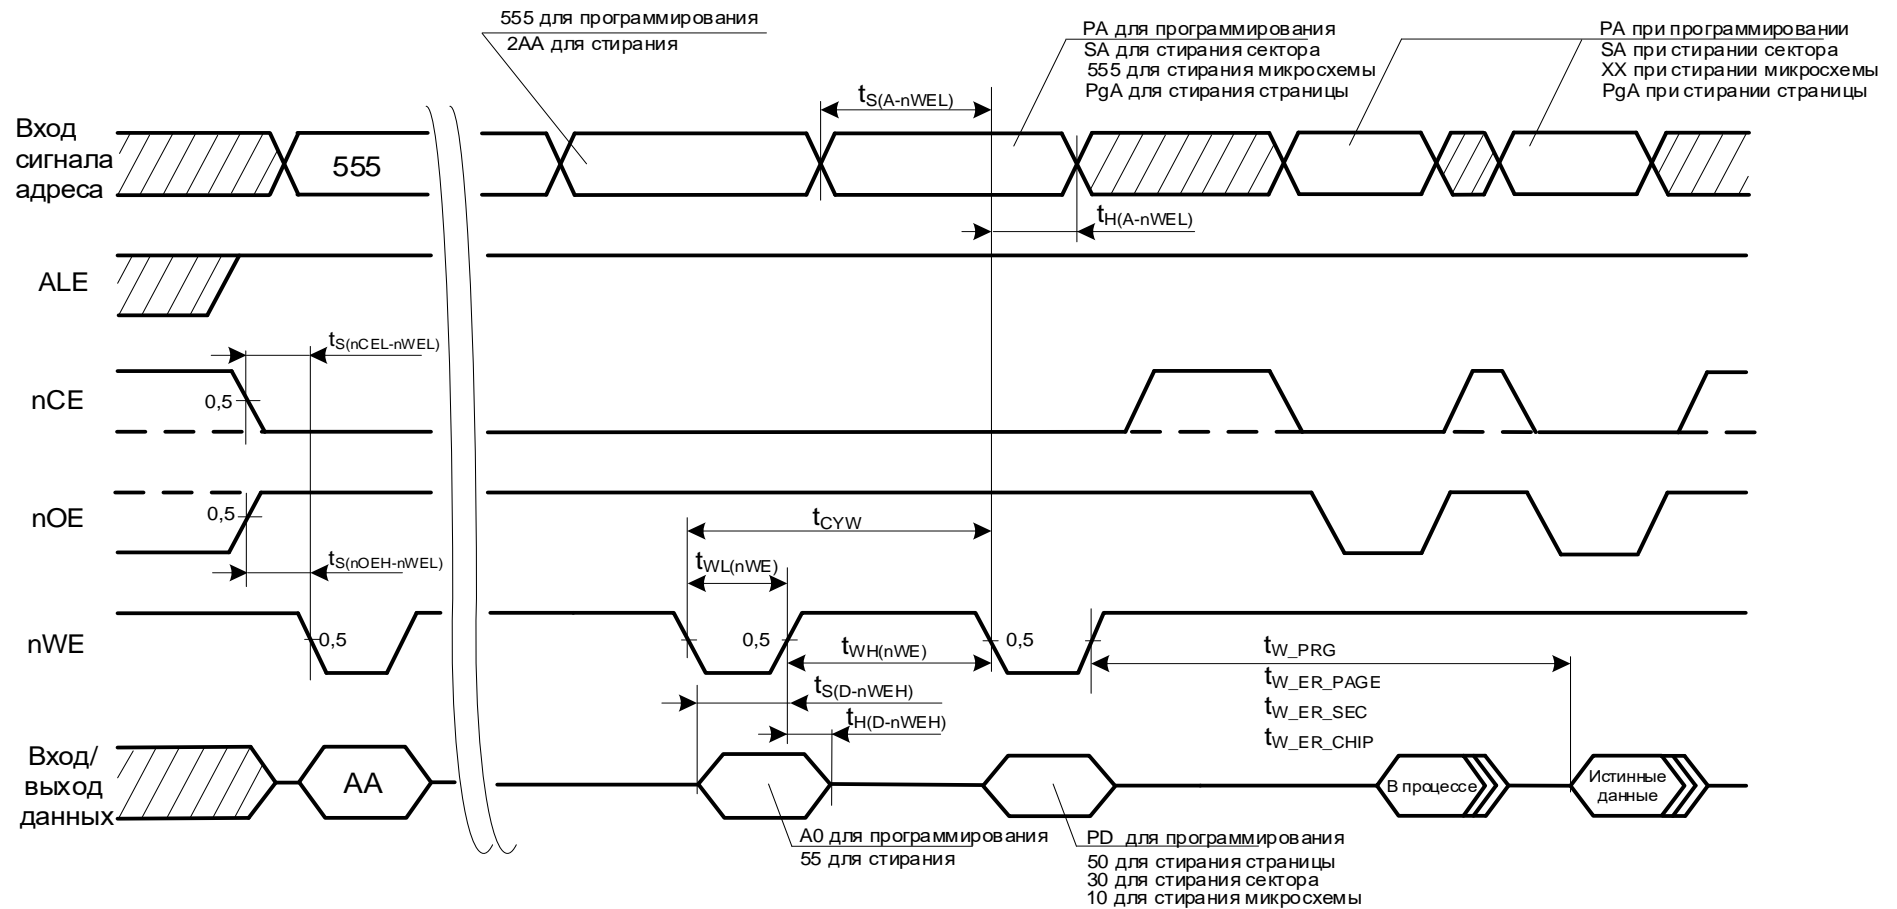 555 для программирования
2AA для стирания
PA для программирования
SA для стирания сектора
555 для стирания микросхемы
PgA для стирания страницы
PA при программировании
SA при стирании сектора
XX при стирании микросхемы
PgA при стирании страницы
tS(A-nWEL)
Вход
сигнала
адреса
555
tH(A-nWEL)
ALE
tS(nCEL-nWEL)
nCE
0,5
nOE
0,5
tCYW
tS(nOEH-nWEL)
tWL(nWE)
nWE
0,5
0,5
0,5
tWH(nWE)
tW_PRG
tW_ER_PAGE
tW_ER_SEC
tW_ER_CHIP
tS(D-nWEH)
tH(D-nWEH)
Вход/
выход
данных
AA
В процессе
Истинные
данные
A0 для программирования
55 для стирания
PD для программирования
50 для стирания страницы
30 для стирания сектора
10 для стирания микросхемы